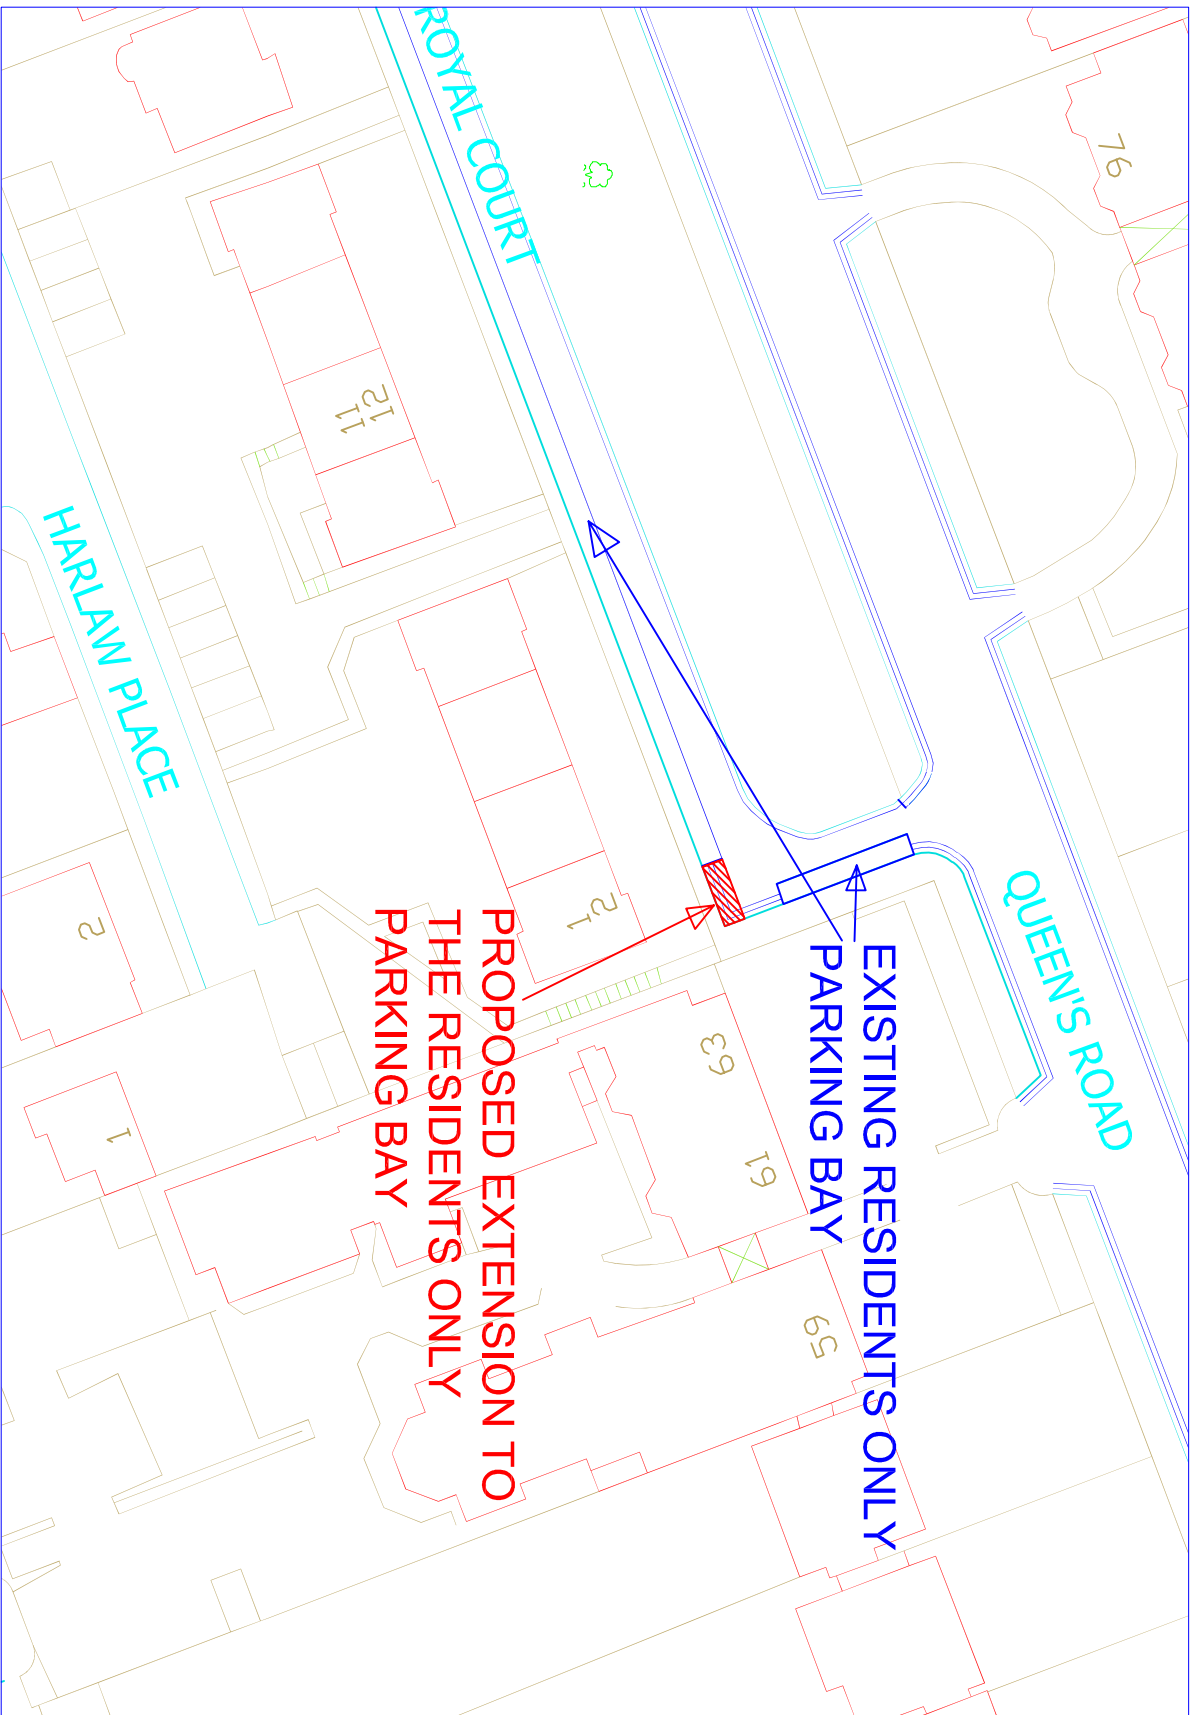 ROYAL COURT
76
12
11
HARLAW PLACE
QUEEN'S ROAD
2
1
2
1
63
61
59
EXISTING RESIDENTS ONLY
PARKING BAY
PROPOSED EXTENSION TO
THE RESIDENTS ONLY
PARKING BAY